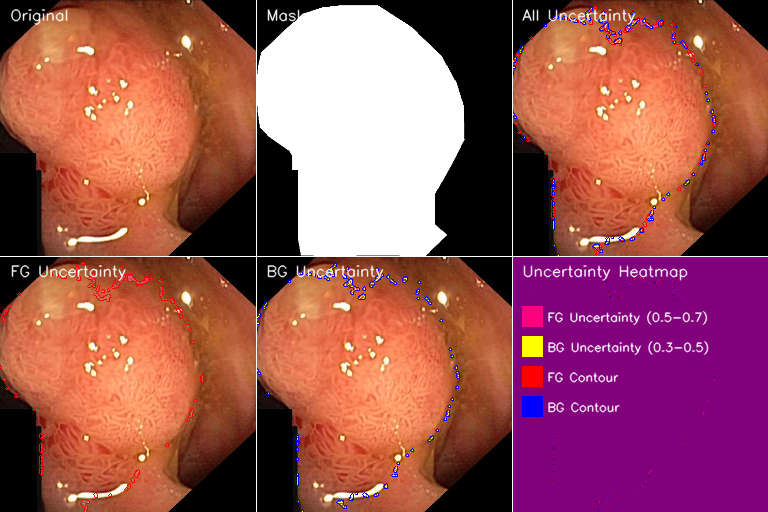 Original
Mask
All Uncertainty
FG Uncertainty
BG Uncertainty
Uncertainty Heatmap
FG Uncertainty (0.5-0.7)
BG Uncertainty (0.3-0.5)
FG Contour
BG Contour